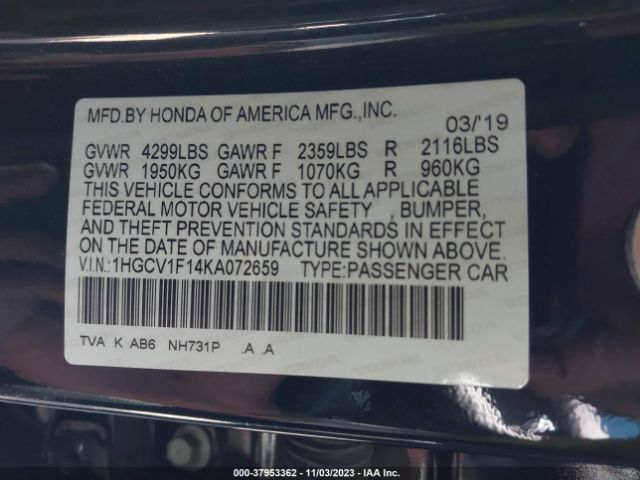 MFD.BY HONDA OF AMERICA MFG.,INC.
03/'19
GVWR 4299LBS GAWR F 2359LBS R 2116LBS
GVWR 1950KG GAWR F 1070KG R 960KG
THIS VEHICLE CONFORMS TO ALL APPLICABLE
FEDERAL MOTOR VEHICLE SAFETY , BUMPER,
AND THEFT PREVENTION STANDARDS IN EFFECT
ON THE DATE OF MANUFACTURE SHOWN ABOVE.
V.I.N.:1HGCV1F14KA072659 TYPE:PASSENGER CAR
TVA K AB6 NH731P .A .A
000-37953362 - 11/03/2023 - IAA Inc.